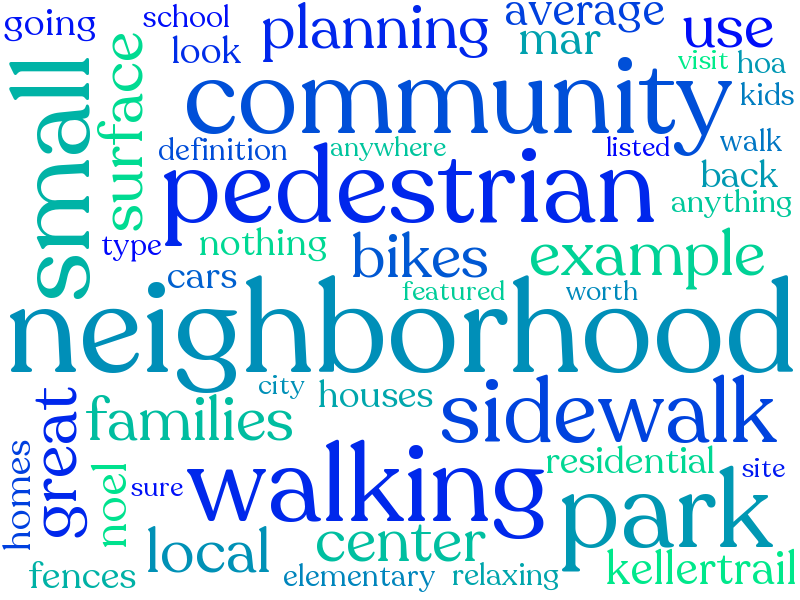 going
school
look
planning
average
mar
use
visit
hoa
kids
small
surface
community
definition
anywhere
listed
walk
pedestrian
back
anything
type
nothing
bikes
example
cars
featured
worth
neighborhood
city
houses
great
families
sidewalk
homes
noel
sure
walking
residential
site
park
local
center
kellertrail
fences
elementary
relaxing